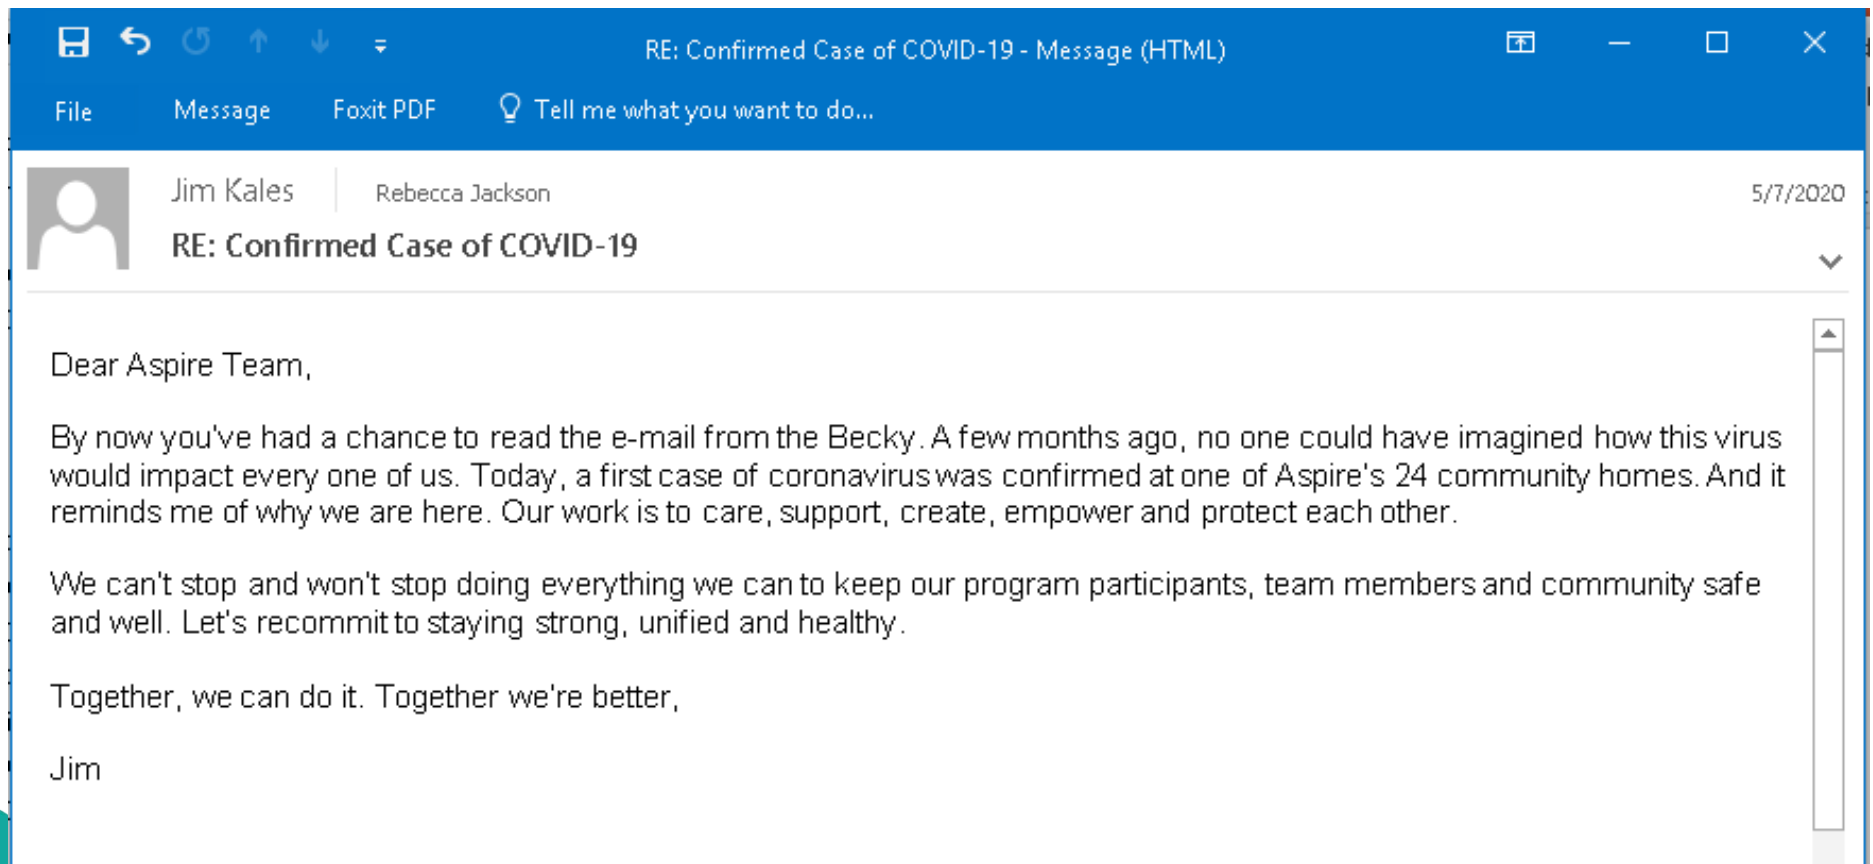 RE: Confirmed Case of COVID-19 - Message (HTML)
File Message Foxit PDF Tell me what you want to do...
Jim Kales Rebecca Jackson 5/7/2020
RE: Confirmed Case of COVID-19
Dear Aspire Team,
By now you've had a chance to read the e-mail from the Becky. A few months ago, no one could have imagined how this virus
would impact every one of us. Today, a first case of coronavirus was confirmed at one of Aspire's 24 community homes. And it
reminds me of why we are here. Our work is to care, support, create, empower and protect each other.
We can't stop and won't stop doing everything we can to keep our program participants, team members and community safe
and well. Let's recommit to staying strong, unified and healthy.
Together, we can do it. Together we're better,
Jim